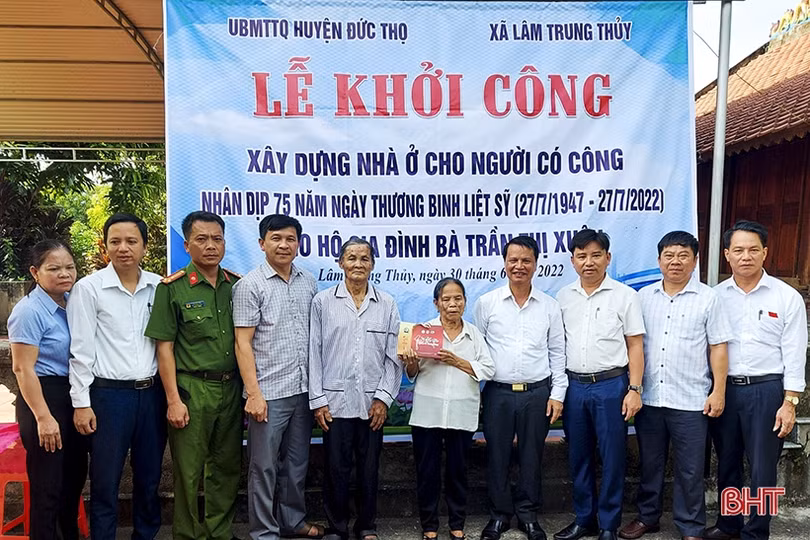 UBMTTQ HUYỆN ĐỨC THỌ XÃ LÂM TRUNG THỦY
LỄ KHỞI CÔNG
XÂY DỰNG NHÀ Ở CHO NGƯỜI CÓ CÔNG
NHÂN DỊP 75 NĂM NGÀY THƯƠNG BINH LIỆT SỸ (27/7/1947 - 27/7/2022)
HỘ GIA ĐÌNH BÀ TRẦN THỊ
Lâm Thủy, ngày 30 tháng 6 năm 2022
BHT